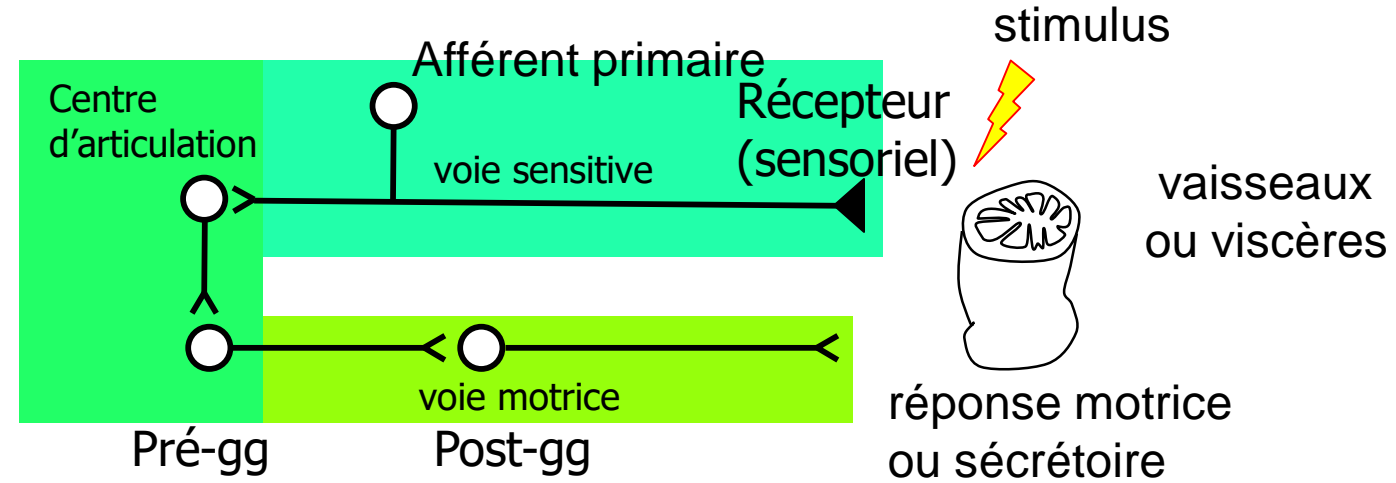 stimulus
Afférent primaire
Centre
d’articulation
Récepteur
(sensoriel)
voie sensitive
vaisseaux
ou viscères
voie motrice
réponse motrice
ou sécrétoire
Pré-gg
Post-gg